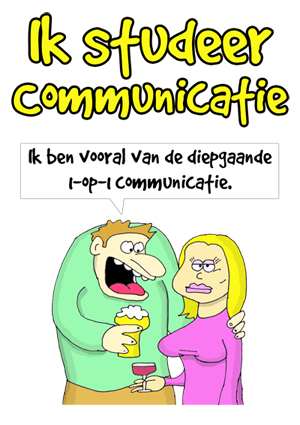 Ik studeer
communicatie
Ik ben vooral van de diepgaande
1-op-1 communicatie.